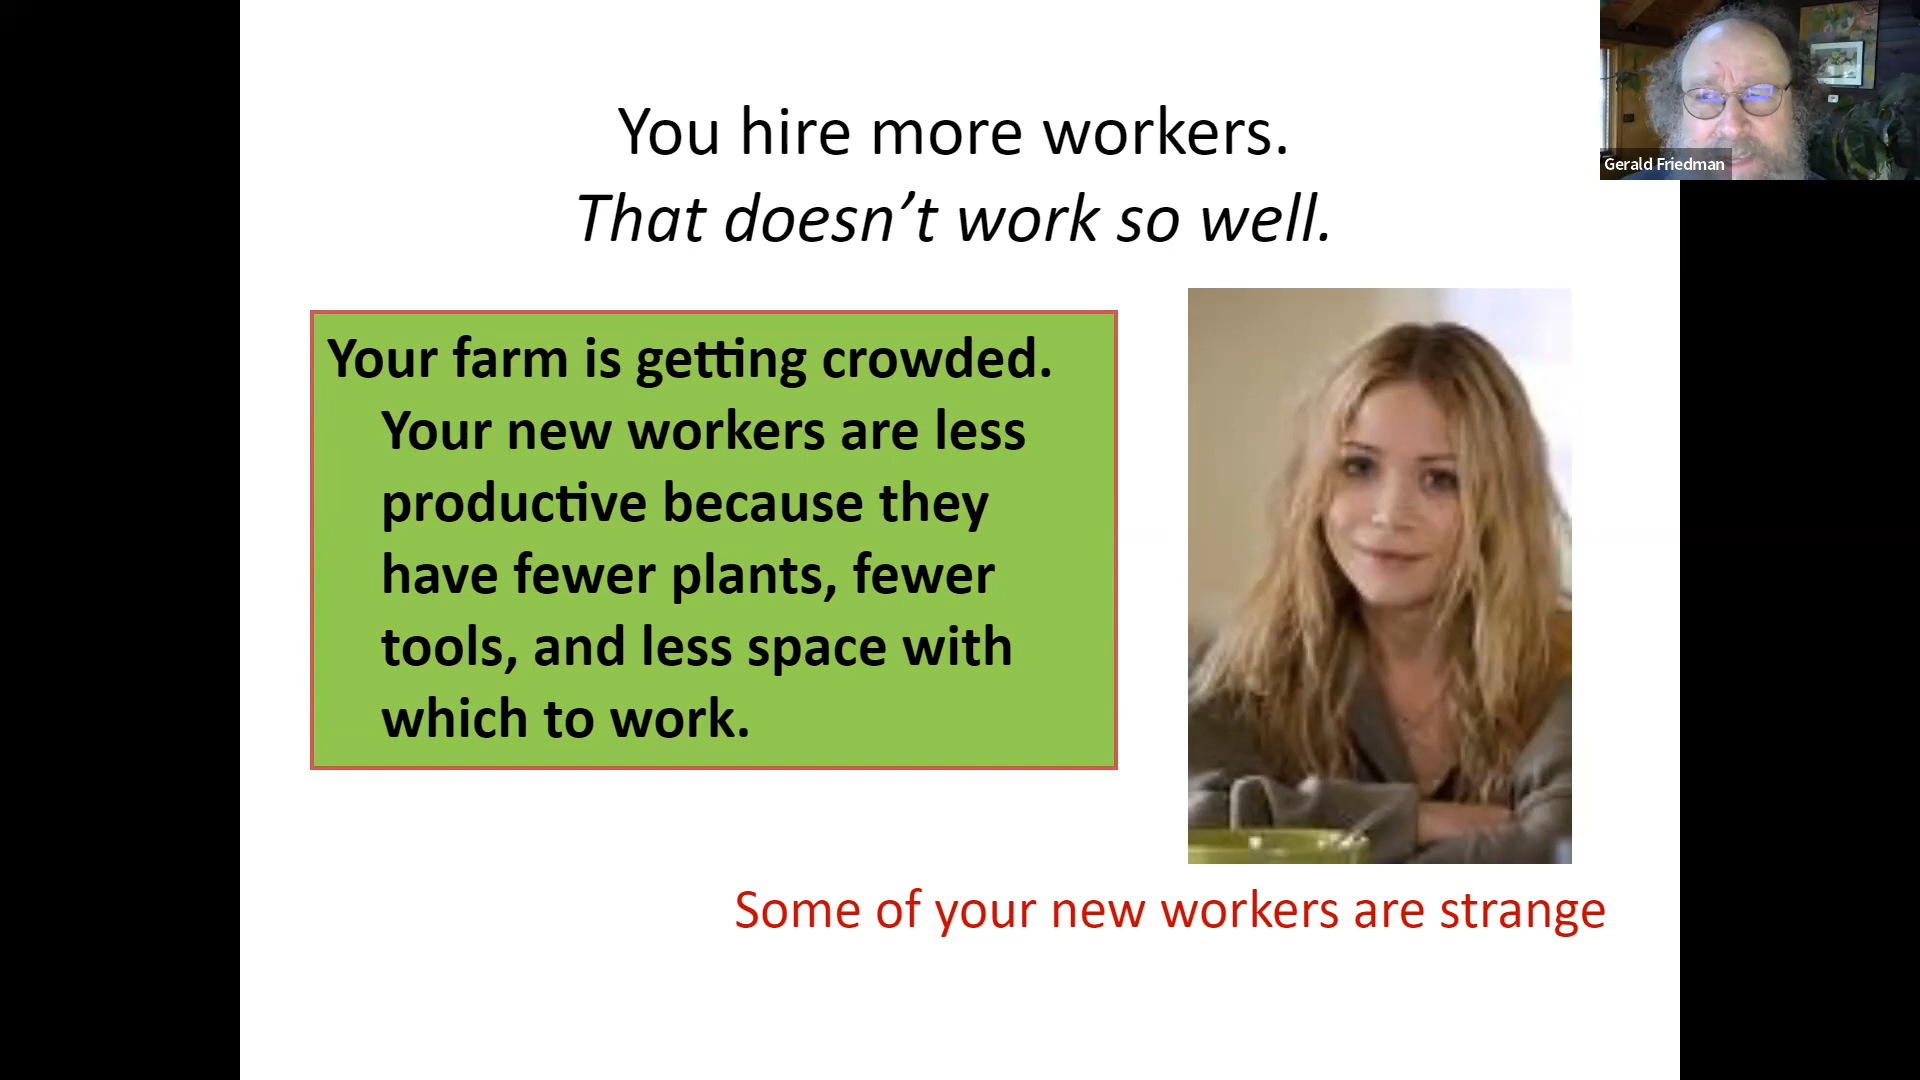 You hire more workers.
That doesn’t work so well.
Your farm is getting crowded.
Your new workers are less
productive because they
have fewer plants, fewer
tools, and less space with
which to work.
Some of your new workers are strange
Gerald Friedman